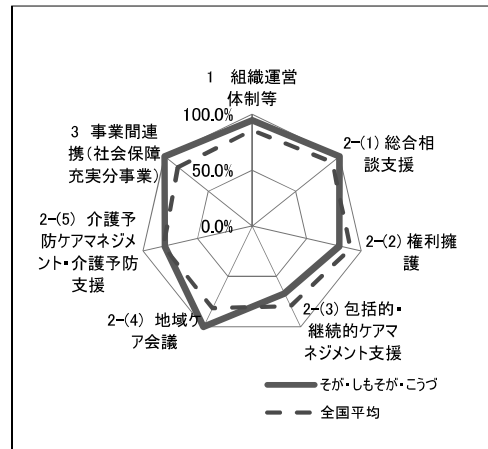 1 組織運営
体制等
100.0%
50.0%
0.0%
2-(1) 総合相
談支援
2-(2) 権利擁
護
2-(3) 包括的・
継続的ケアマ
ネジメント支援
2-(4) 地域ケ
ア会議
2-(5) 介護予
防ケアマネジメ
ント・介護予防
支援
3 事業間連
携(社会保障
充実分事業)
そが・しもそが・こうづ
全国平均